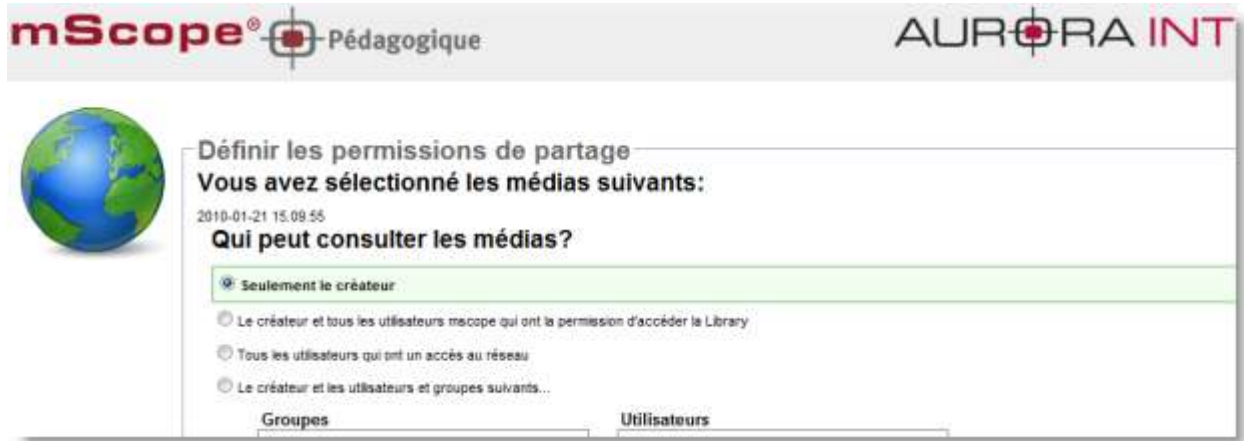 mScope® Pédagogique AURORA INT
Définir les permissions de partage
Vous avez sélectionné les médias suivants:
2010-01-21 15.09.55
Qui peut consulter les médias?
Seulement le créateur
Le créateur et tous les utilisateurs mscope qui ont la permission d'accéder la Library
Tous les utilisateurs qui ont un accès au réseau
Le créateur et les utilisateurs et groupes suivants...
Groupes Utilisateurs